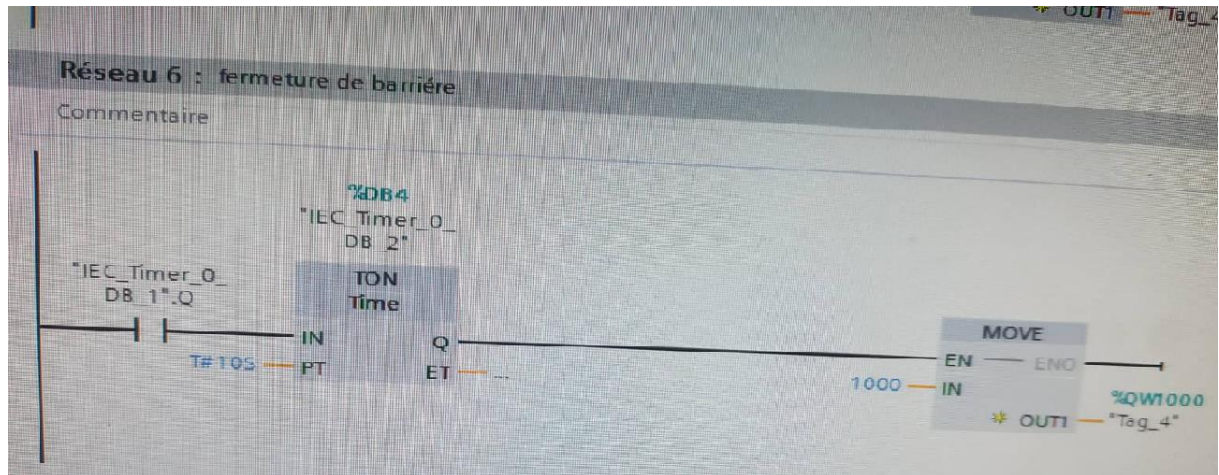 OUT1 "Tag_4
Réseau 6 : fermeture de barriére
Commentaire
%DB4
"IEC_Timer_0_
DB_2"
"IEC_Timer_0_
DB_1".Q
TON
Time
IN
Q
T#10S
PT
ET
...
MOVE
EN
ENO
1000
IN
%QW1000
OUT1
"Tag_4"